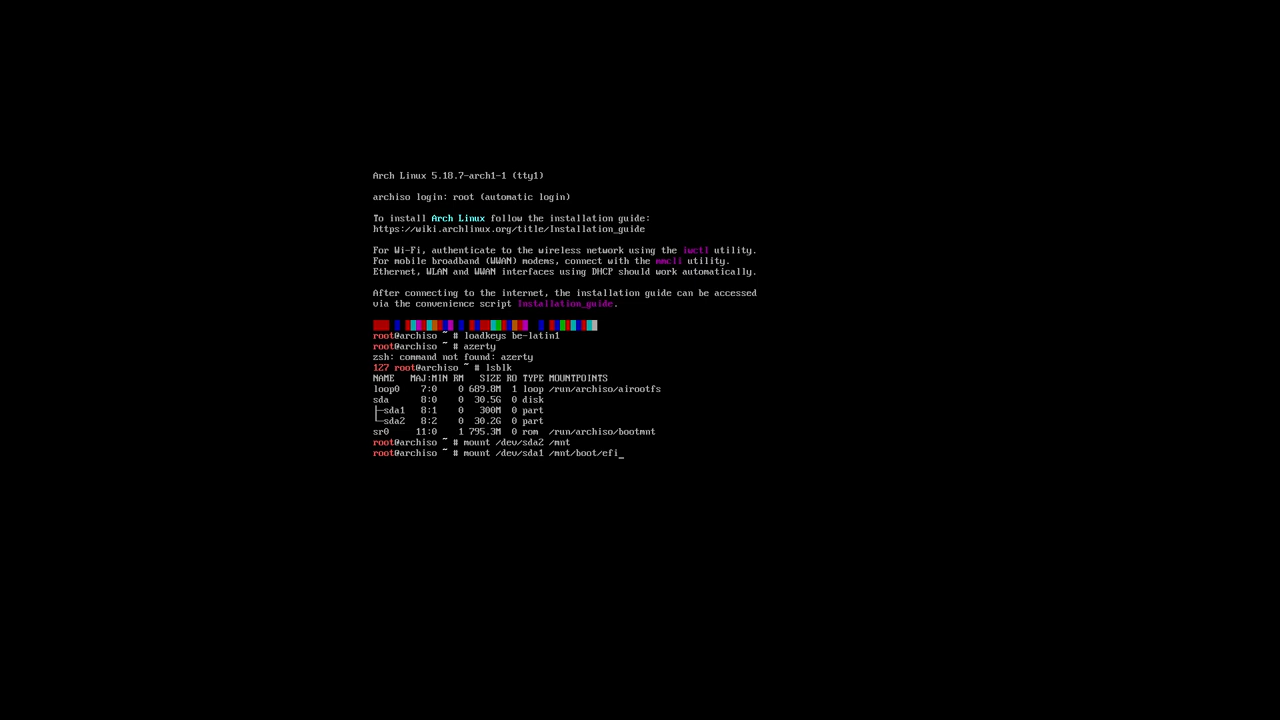 Arch Linux 5.18.7-arch1-1 (tty1)
archiso login: root (automatic login)
To install Arch Linux follow the installation guide:
https://wiki.archlinux.org/title/Installation_guide
For Wi-Fi, authenticate to the wireless network using the iwctl utility.
For mobile broadband (WWAN) modems, connect with the mmcli utility.
Ethernet, WLAN and WWAN interfaces using DHCP should work automatically.
After connecting to the internet, the installation guide can be accessed
via the convenience script Installation_guide.
root@archiso ~ # loadkeys be-latin1
root@archiso ~ # azerty
zsh: command not found: azerty
127 root@archiso ~ # lsblk
NAME   MAJ:MIN RM   SIZE RO TYPE MOUNTPOINTS
loop0    7:0    0 689.8M  1 loop /run/archiso/airootfs
sda      8:0    0  30.5G  0 disk
├─sda1   8:1    0   300M  0 part
└─sda2   8:2    0  30.2G  0 part
sr0     11:0    1 795.3M  0 rom  /run/archiso/bootmnt
root@archiso ~ # mount /dev/sda2 /mnt
root@archiso ~ # mount /dev/sda1 /mnt/boot/efi_